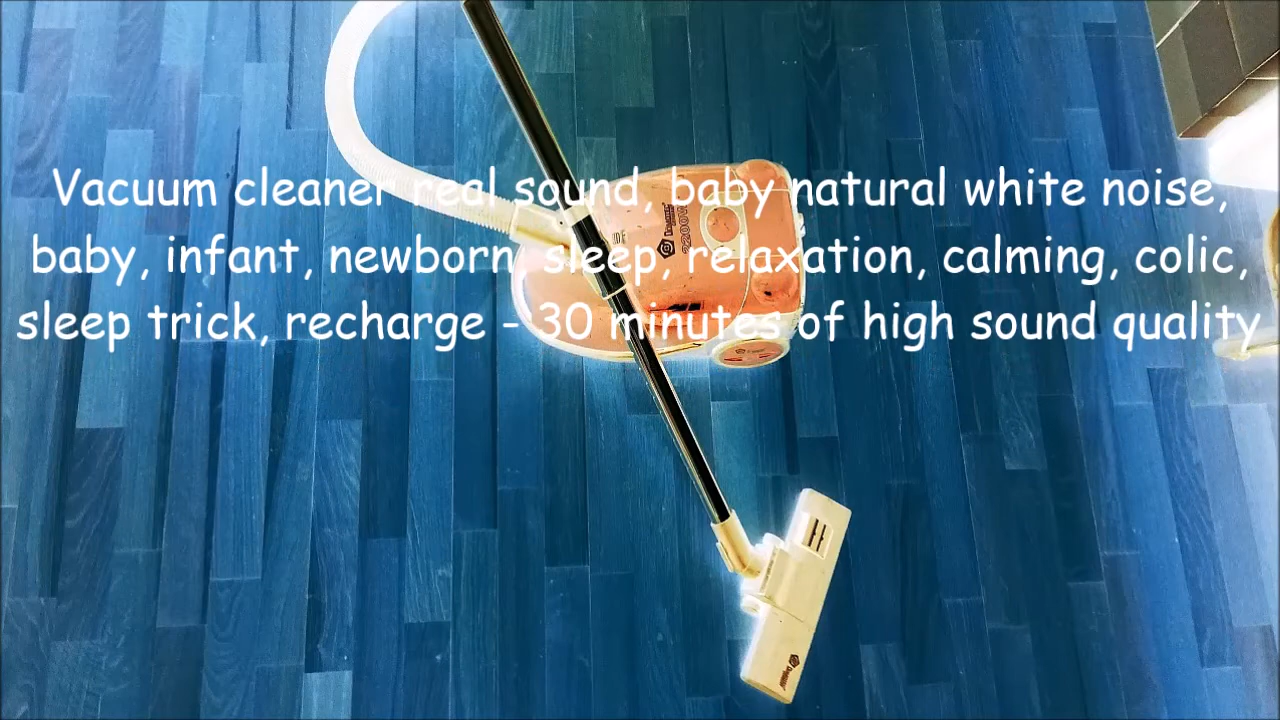 Vacuum cleaner real sound, baby natural white noise,
baby, infant, newborn, sleep, relaxation, calming, colic,
sleep trick, recharge - 30 minutes of high sound quality
2200W